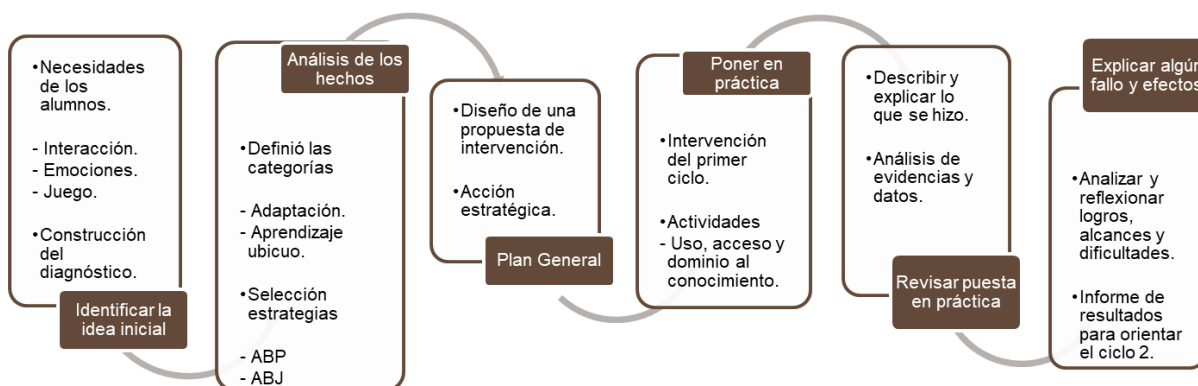 •Necesidades
de los
alumnos.
- Interacción.
- Emociones.
- Juego.
•Construcción
del
diagnóstico.
Identificar la
idea inicial
Análisis de los
hechos
•Definió las
categorías
- Adaptación.
- Aprendizaje
ubicuo.
•Selección
estrategias
- ABP
- ABJ
•Diseño de una
propuesta de
intervención.
•Acción
estratégica.
Plan General
Poner en
práctica
•Intervención
del primer
ciclo.
•Actividades
- Uso, acceso y
dominio al
conocimiento.
•Describir y
explicar lo
que se hizo.
•Análisis de
evidencias y
datos.
Revisar puesta
en práctica
Explicar algún
fallo y efectos
•Analizar y
reflexionar
logros,
alcances y
dificultades.
•Informe de
resultados
para orientar
el ciclo 2.